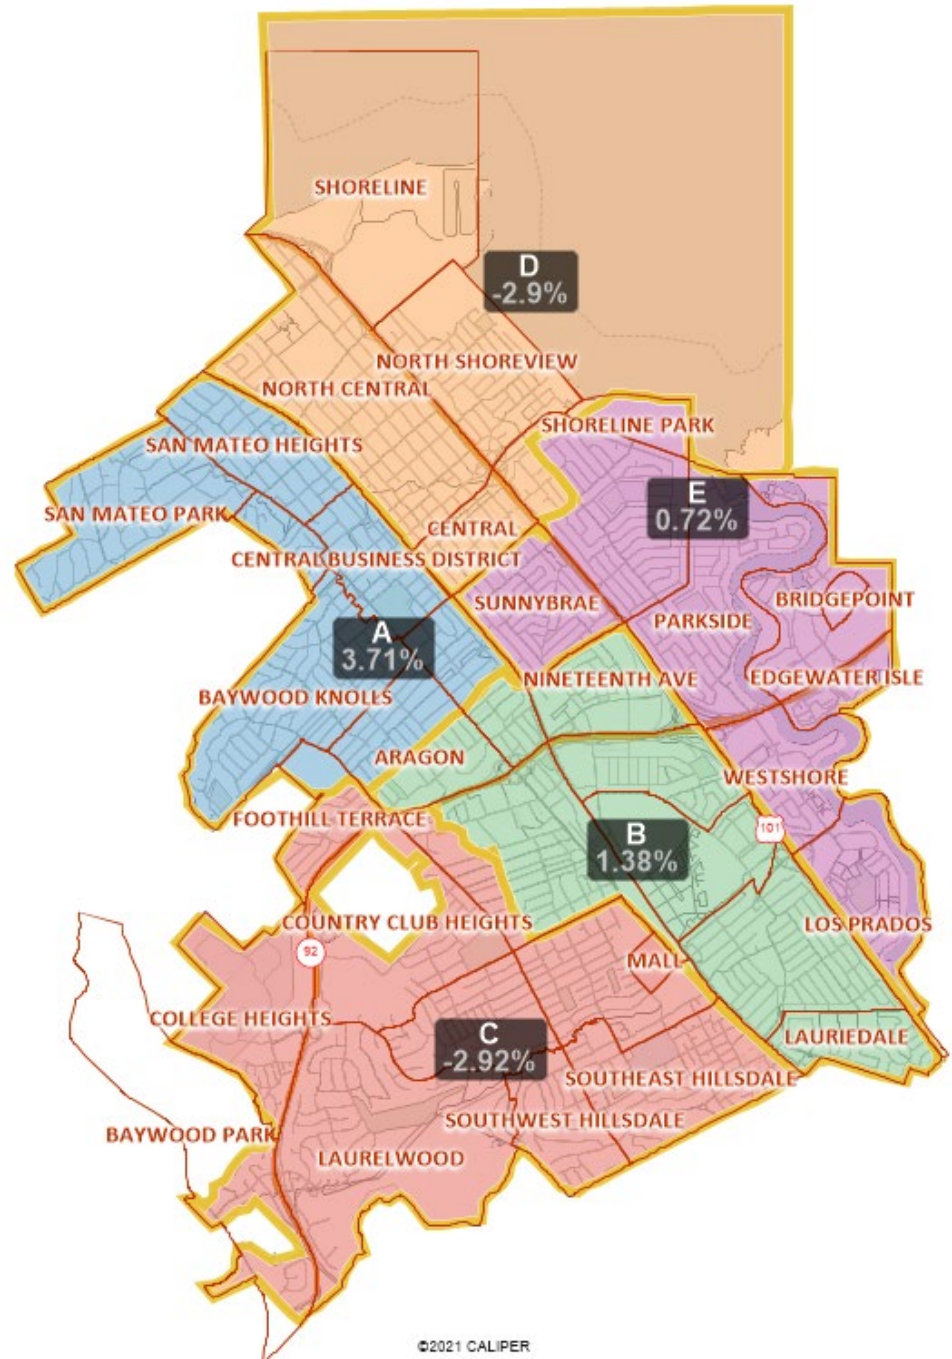 SHORELINE
D
-2.9%
NORTH SHOREVIEW
NORTH CENTRAL
SHORELINE PARK
SAN MATEO HEIGHTS
E
0.72%
SAN MATEO PARK
CENTRAL
CENTRAL BUSINESS DISTRICT
SUNNYBRAE
BRIDGEPOINT
PARKSIDE
A
3.71%
NINETEENTH AVE
EDGEWATER ISLE
BAYWOOD KNOLLS
ARAGON
WESTSHORE
FOOTHILL TERRACE
101
B
1.38%
COUNTRY CLUB HEIGHTS
LOS PRADOS
92
MALL
COLLEGE HEIGHTS
C
-2.92%
LAURIEDALE
SOUTHEAST HILLSDALE
SOUTHWEST HILLSDALE
BAYWOOD PARK
LAURELWOOD
©2021 CALIPER